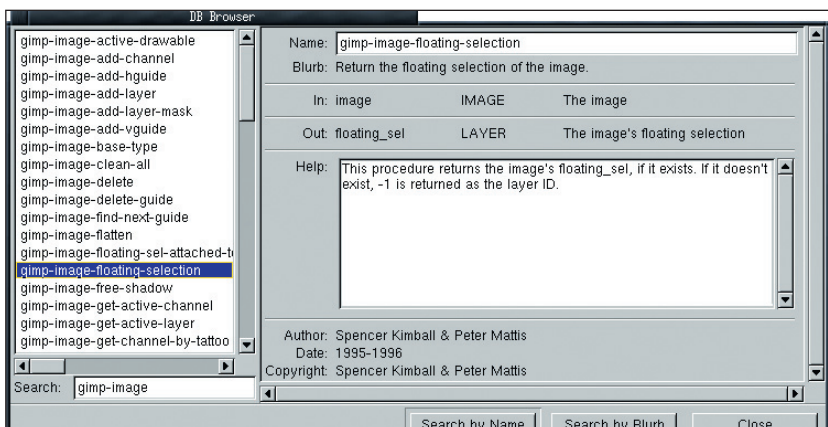 DB Browser
gimp-image-active-drawable
gimp-image-add-channel
gimp-image-add-hguide
gimp-image-add-layer
gimp-image-add-layer-mask
gimp-image-add-vguide
gimp-image-base-type
gimp-image-clean-all
gimp-image-delete
gimp-image-delete-guide
gimp-image-find-next-guide
gimp-image-flatten
gimp-image-floating-sel-attached-t
gimp-image-floating-selection
gimp-image-free-shadow
gimp-image-get-active-channel
gimp-image-get-active-layer
gimp-image-get-channel-by-tattoo
Search: gimp-image
Name: gimp-image-floating-selection
Blurb: Return the floating selection of the image.
In: image IMAGE The image
Out: floating_sel LAYER The image's floating selection
Help: This procedure returns the image's floating_sel, if it exists. If it doesn't
exist, -1 is returned as the layer ID.
Author: Spencer Kimball & Peter Mattis
Date: 1995-1996
Copyright: Spencer Kimball & Peter Mattis
Search by Name Search by Blurb Close